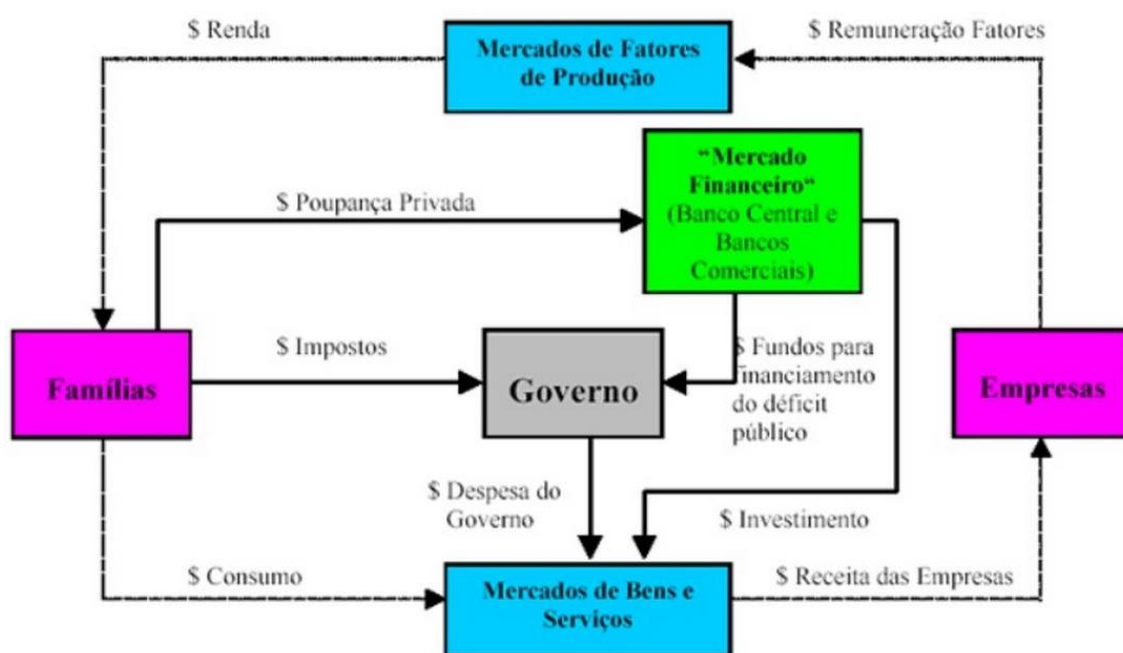 $ Renda
Mercados de Fatores
de Produção
$ Remuneração Fatores
“Mercado
Financeiro“
(Banco Central e
Bancos
Comerciais)
$ Poupança Privada
Famílias
$ Impostos
Governo
$ Fundos para
financiamento
do déficit
público
Empresas
$ Despesa do
Governo
$ Investimento
$ Consumo
Mercados de Bens e
Serviços
$ Receita das Empresas